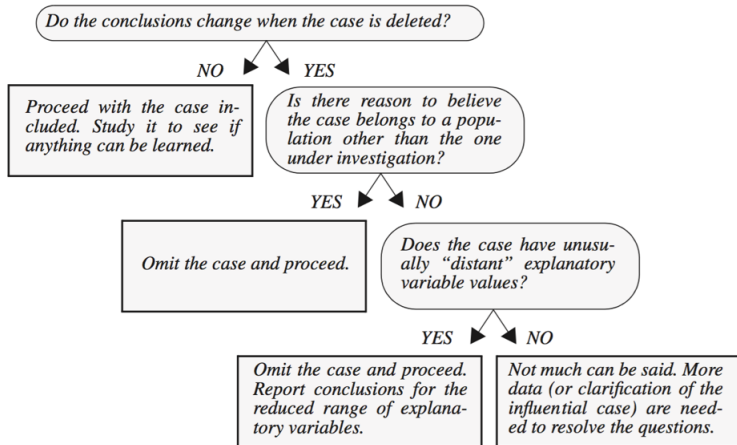 Do the conclusions change when the case is deleted?
NO
YES
Proceed with the case in-
cluded. Study it to see if
anything can be learned.
Is there reason to believe
the case belongs to a popu-
lation other than the one
under investigation?
YES
NO
Omit the case and proceed.
Does the case have unusu-
ally “distant” explanatory
variable values?
YES
NO
Omit the case and proceed.
Report conclusions for the
reduced range of explana-
tory variables.
Not much can be said. More
data (or clarification of the
influential case) are need-
ed to resolve the questions.